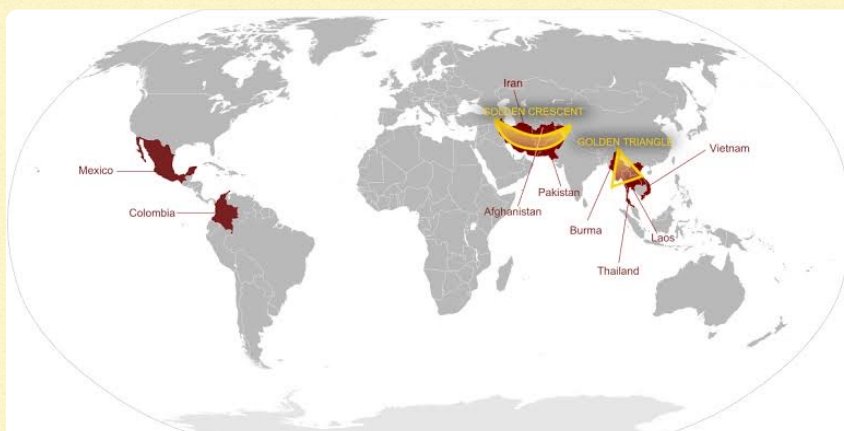 Iran
GOLDEN CRESCENT
GOLDEN TRIANGLE
Vietnam
Mexico
Pakistan
Colombia
Afghanistan
Burma
Laos
Thailand